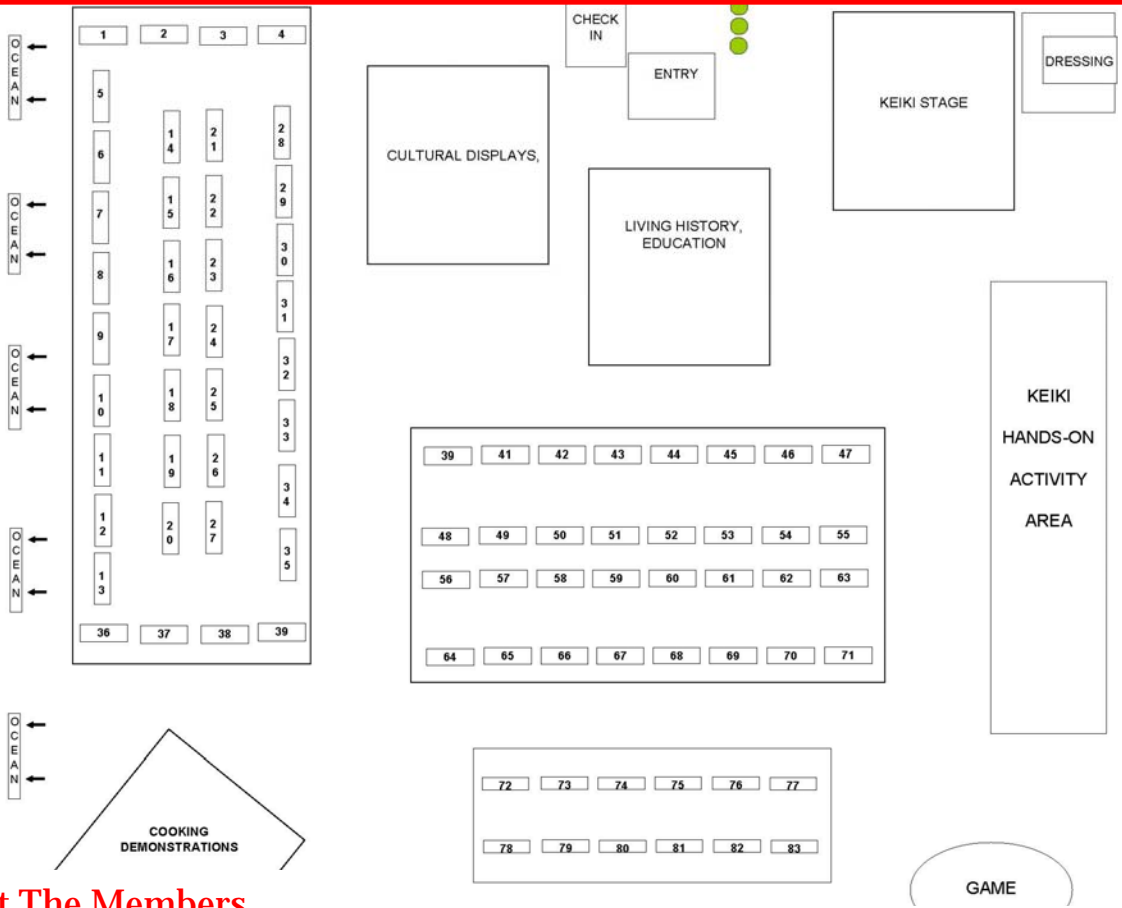 CHECK
IN
ENTRY
KEIKI STAGE
DRESSING
CULTURAL DISPLAYS,
LIVING HISTORY,
EDUCATION
OCEAN
OCEAN
OCEAN
OCEAN
OCEAN
1 2 3 4
5
6
7
8
9
10
11
12
13
14
15
16
17
18
19
20
21
22
23
24
25
26
27
28
29
30
31
32
33
34
35
36 37 38 39
KEIKI
HANDS-ON
ACTIVITY
AREA
39 41 42 43 44 45 46 47
48 49 50 51 52 53 54 55
56 57 58 59 60 61 62 63
64 65 66 67 68 69 70 71
72 73 74 75 76 77
78 79 80 81 82 83
COOKING
DEMONSTRATIONS
GAME
t The Members